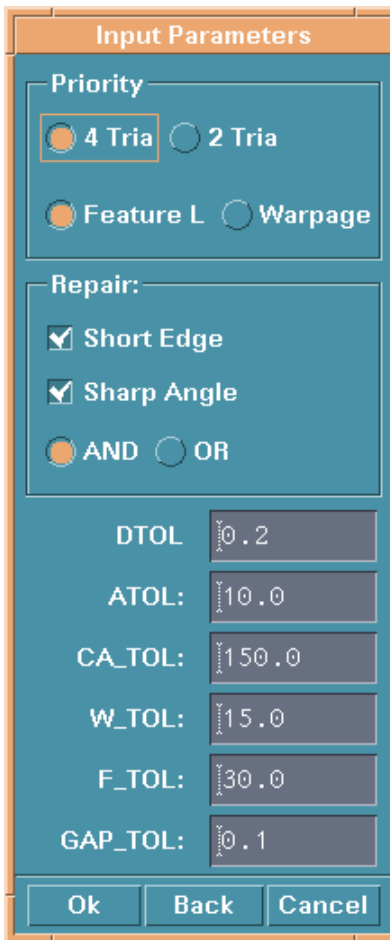 Input Parameters
Priority
4 Tria 2 Tria
Feature L Warpage
Repair:
Short Edge
Sharp Angle
AND OR
DTOL 0.2
ATOL: 10.0
CA_TOL: 150.0
W_TOL: 15.0
F_TOL: 30.0
GAP_TOL: 0.1
Ok Back Cancel